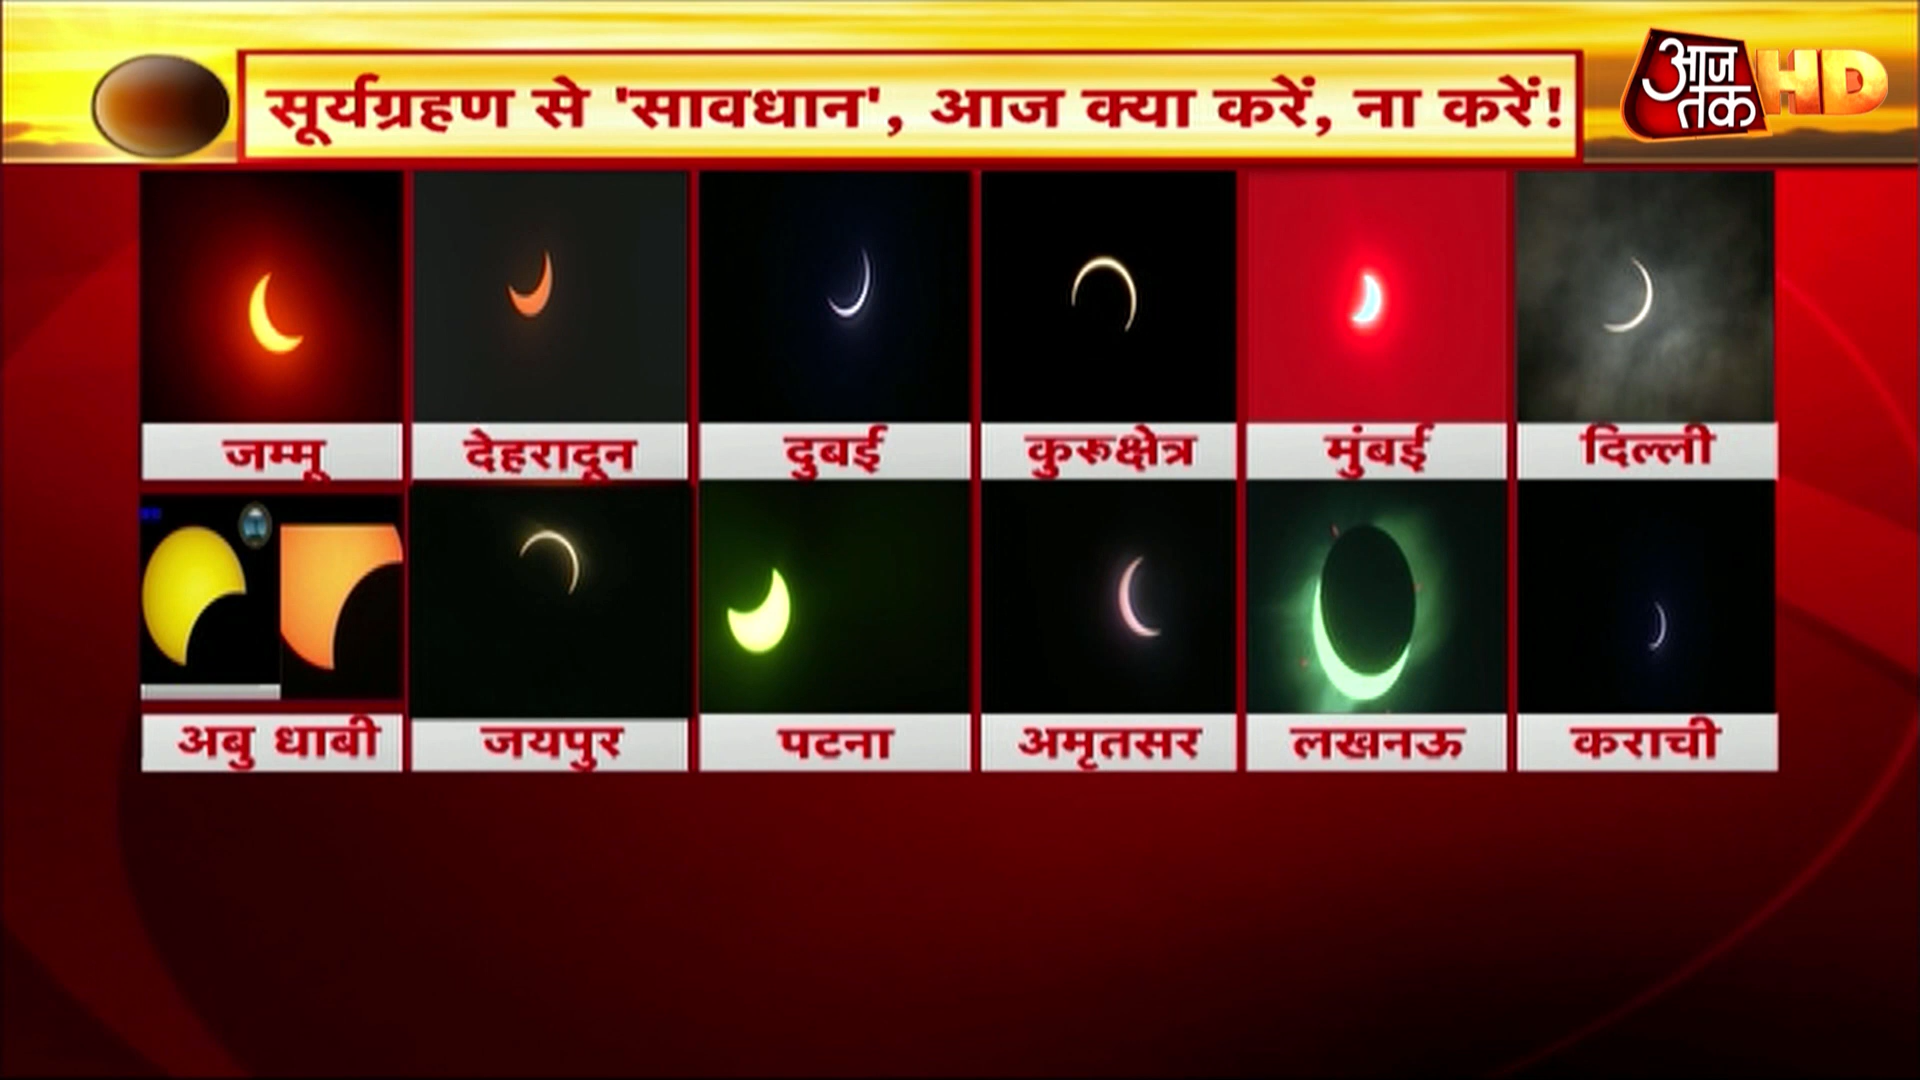 सूर्यग्रहण से 'सावधान', आज क्या करें, ना करें!
आज तक HD
जम्मू
देहरादून
दुबई
कुरूक्षेत्र
मुंबई
दिल्ली
अबु धाबी
जयपुर
पटना
अमृतसर
लखनऊ
कराची